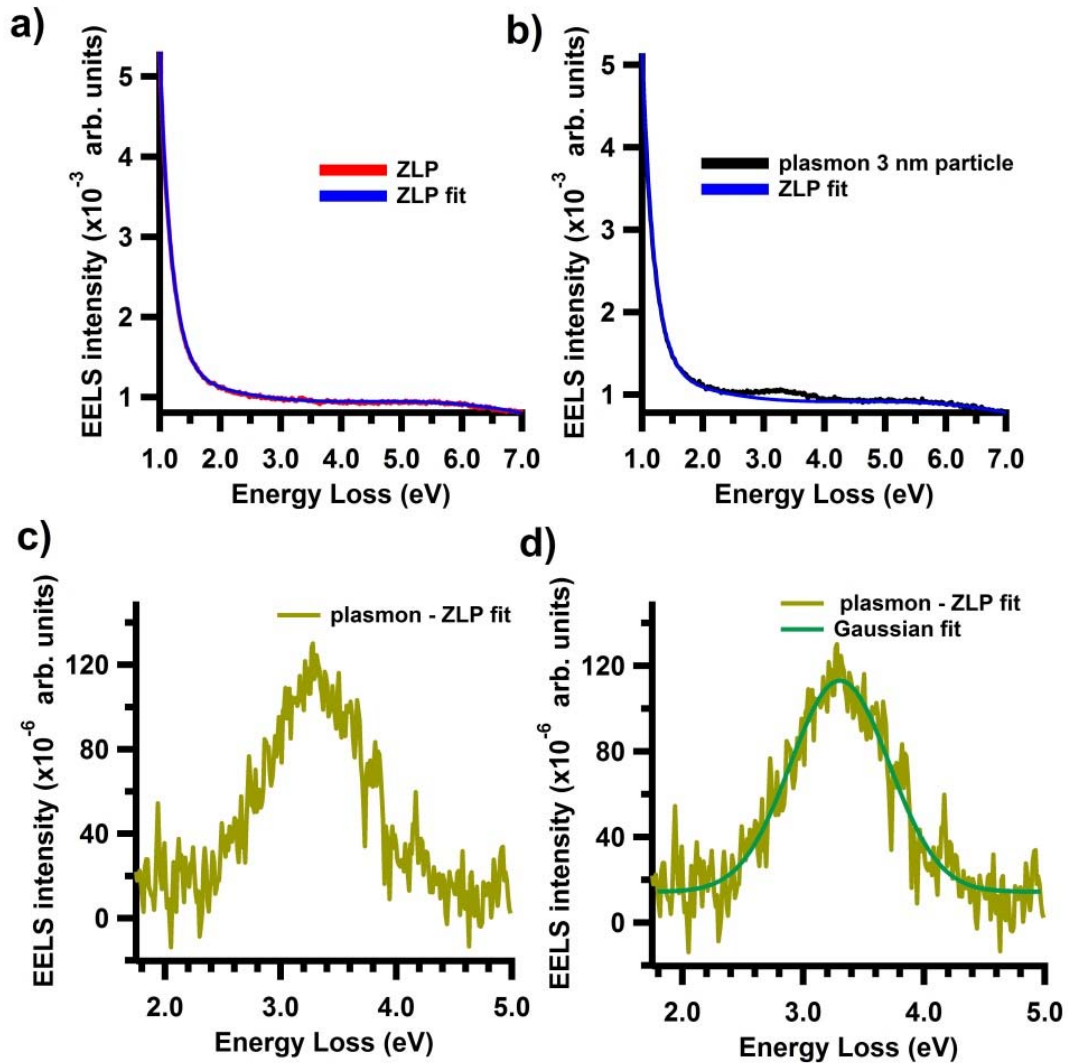 a)
EELS intensity (x10-3 arb. units)
5
4
3
2
1
ZLP
ZLP fit
1.0 2.0 3.0 4.0 5.0 6.0 7.0
Energy Loss (eV)
b)
EELS intensity (x10-3 arb. units)
5
4
3
2
1
plasmon 3 nm particle
ZLP fit
1.0 2.0 3.0 4.0 5.0 6.0 7.0
Energy Loss (eV)
c)
EELS intensity (x10-6 arb. units)
120
80
40
0
plasmon - ZLP fit
2.0 3.0 4.0 5.0
Energy Loss (eV)
d)
EELS intensity (x10-6 arb. units)
120
80
40
0
plasmon - ZLP fit
Gaussian fit
2.0 3.0 4.0 5.0
Energy Loss (eV)